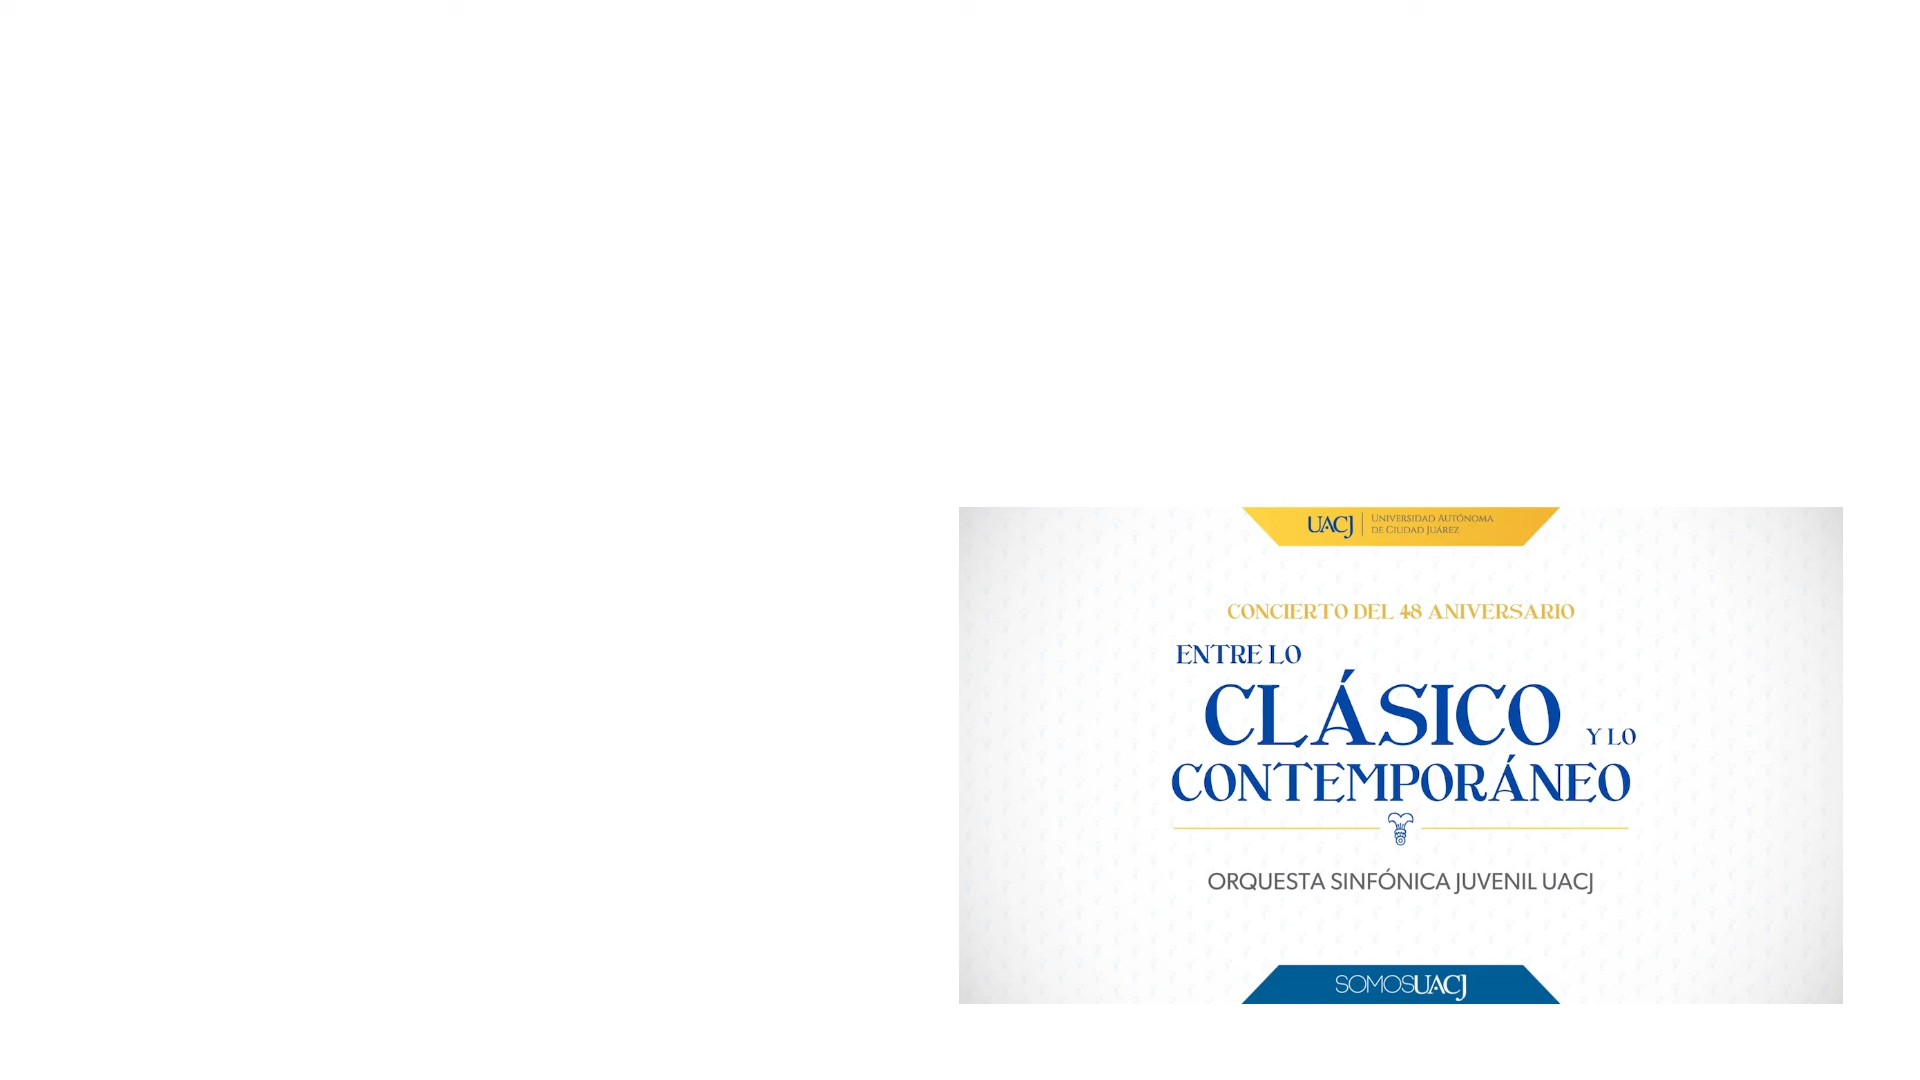 UACJ
UNIVERSIDAD AUTÓNOMA
DE CIUDAD JUÁREZ
CONCIERTO DEL 48 ANIVERSARIO
ENTRE LO
CLÁSICO Y LO
CONTEMPORÁNEO
ORQUESTA SINFÓNICA JUVENIL UACJ
SOMOSUACJ